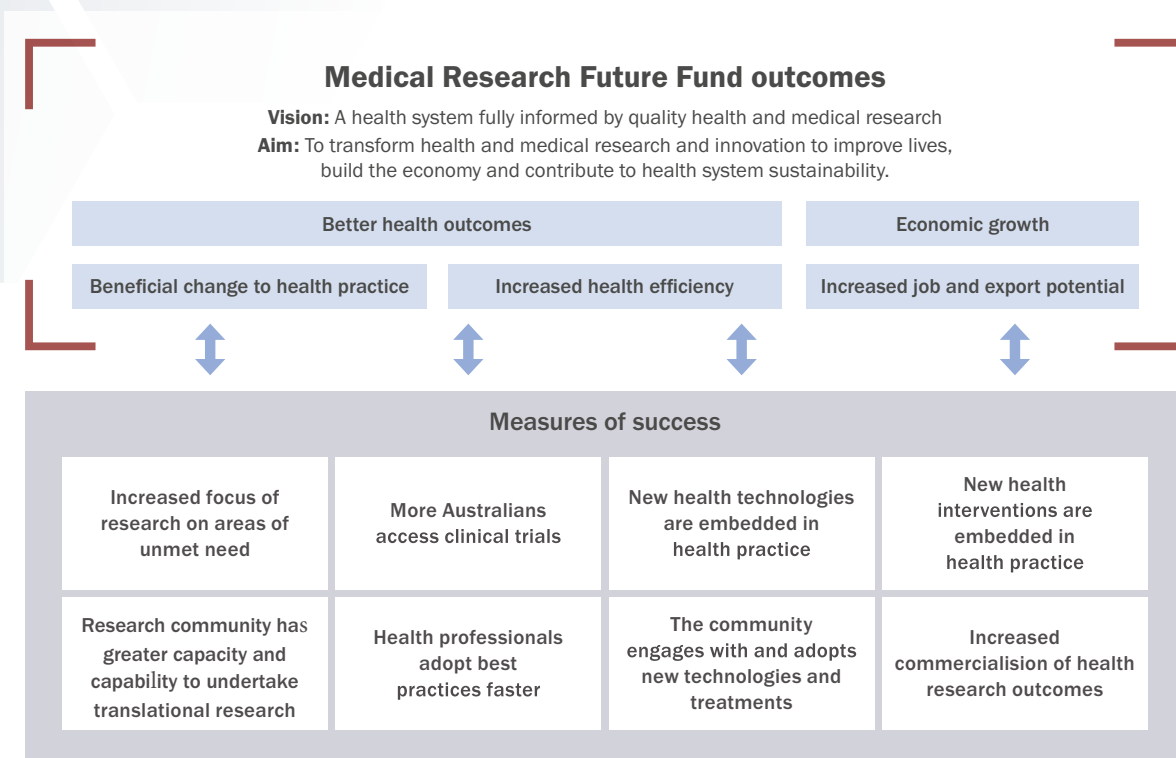 Medical Research Future Fund outcomes
Vision: A health system fully informed by quality health and medical research
Aim: To transform health and medical research and innovation to improve lives,
build the economy and contribute to health system sustainability.
Better health outcomes
Economic growth
Beneficial change to health practice
Increased health efficiency
Increased job and export potential
Measures of success
Increased focus of
research on areas of
unmet need
More Australians
access clinical trials
New health technologies
are embedded in
health practice
New health
interventions are
embedded in
health practice
Research community has
greater capacity and
capability to undertake
translational research
Health professionals
adopt best
practices faster
The community
engages with and adopts
new technologies and
treatments
Increased
commercialision of health
research outcomes